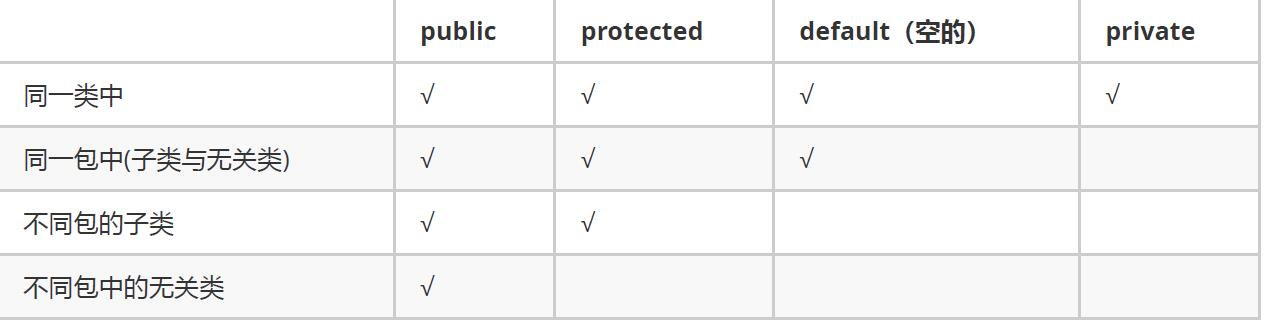 public protected default（空的） private
同一类中 √ √ √ √
同一包中(子类与无关类) √ √ √
不同包的子类 √ √
不同包中的无关类 √